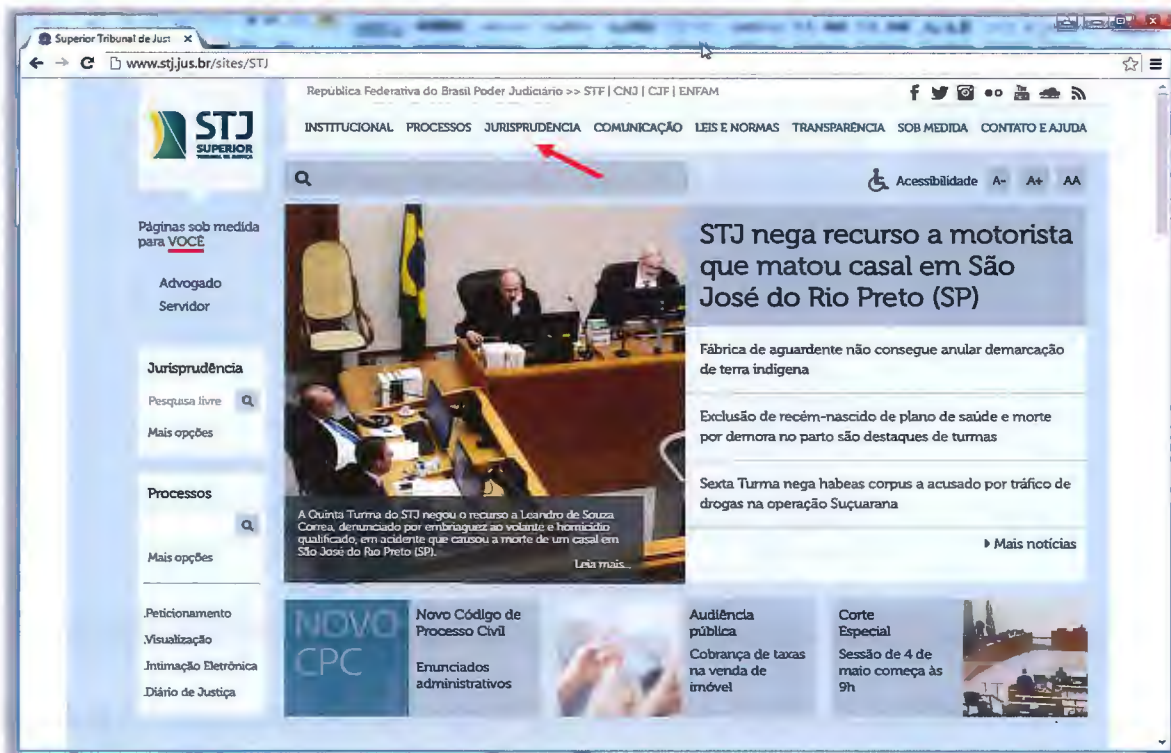 Superior Tribunal de Just
www.stj.jus.br/sites/STJ
República Federativa do Brasil Poder Judiciário >> STF | CNJ | CJF | ENFAM
STJ
SUPERIOR
TRIBUNAL DE JUSTIÇA
INSTITUCIONAL PROCESSOS JURISPRUDÊNCIA COMUNICAÇÃO LEIS E NORMAS TRANSPARÊNCIA SOB MEDIDA CONTATO E AJUDA
Acessibilidade A- A+ AA
Páginas sob medida
para VOCÊ
Advogado
Servidor
Jurisprudência
Pesquisa livre
Mais opções
Processos
Mais opções
.Peticionamento
.Visualização
.Intimação Eletrônica
.Diário de Justiça
A Quinta Turma do STJ negou o recurso a Leandro de Souza
Correa, denunciado por embriaguez ao volante e homicídio
qualificado, em acidente que causou a morte de um casal em
São José do Rio Preto (SP).
Leia mais...
STJ nega recurso a motorista
que matou casal em São
José do Rio Preto (SP)
Fábrica de aguardente não consegue anular demarcação
de terra indígena
Exclusão de recém-nascido de plano de saúde e morte
por demora no parto são destaques de turmas
Sexta Turma nega habeas corpus a acusado por tráfico de
drogas na operação Suçuarana
Mais notícias
NOVO
CPC
Novo Código de
Processo Civil
Enunciados
administrativos
Audiência
pública
Cobrança de taxas
na venda de
imóvel
Corte
Especial
Sessão de 4 de
maio começa às
9h